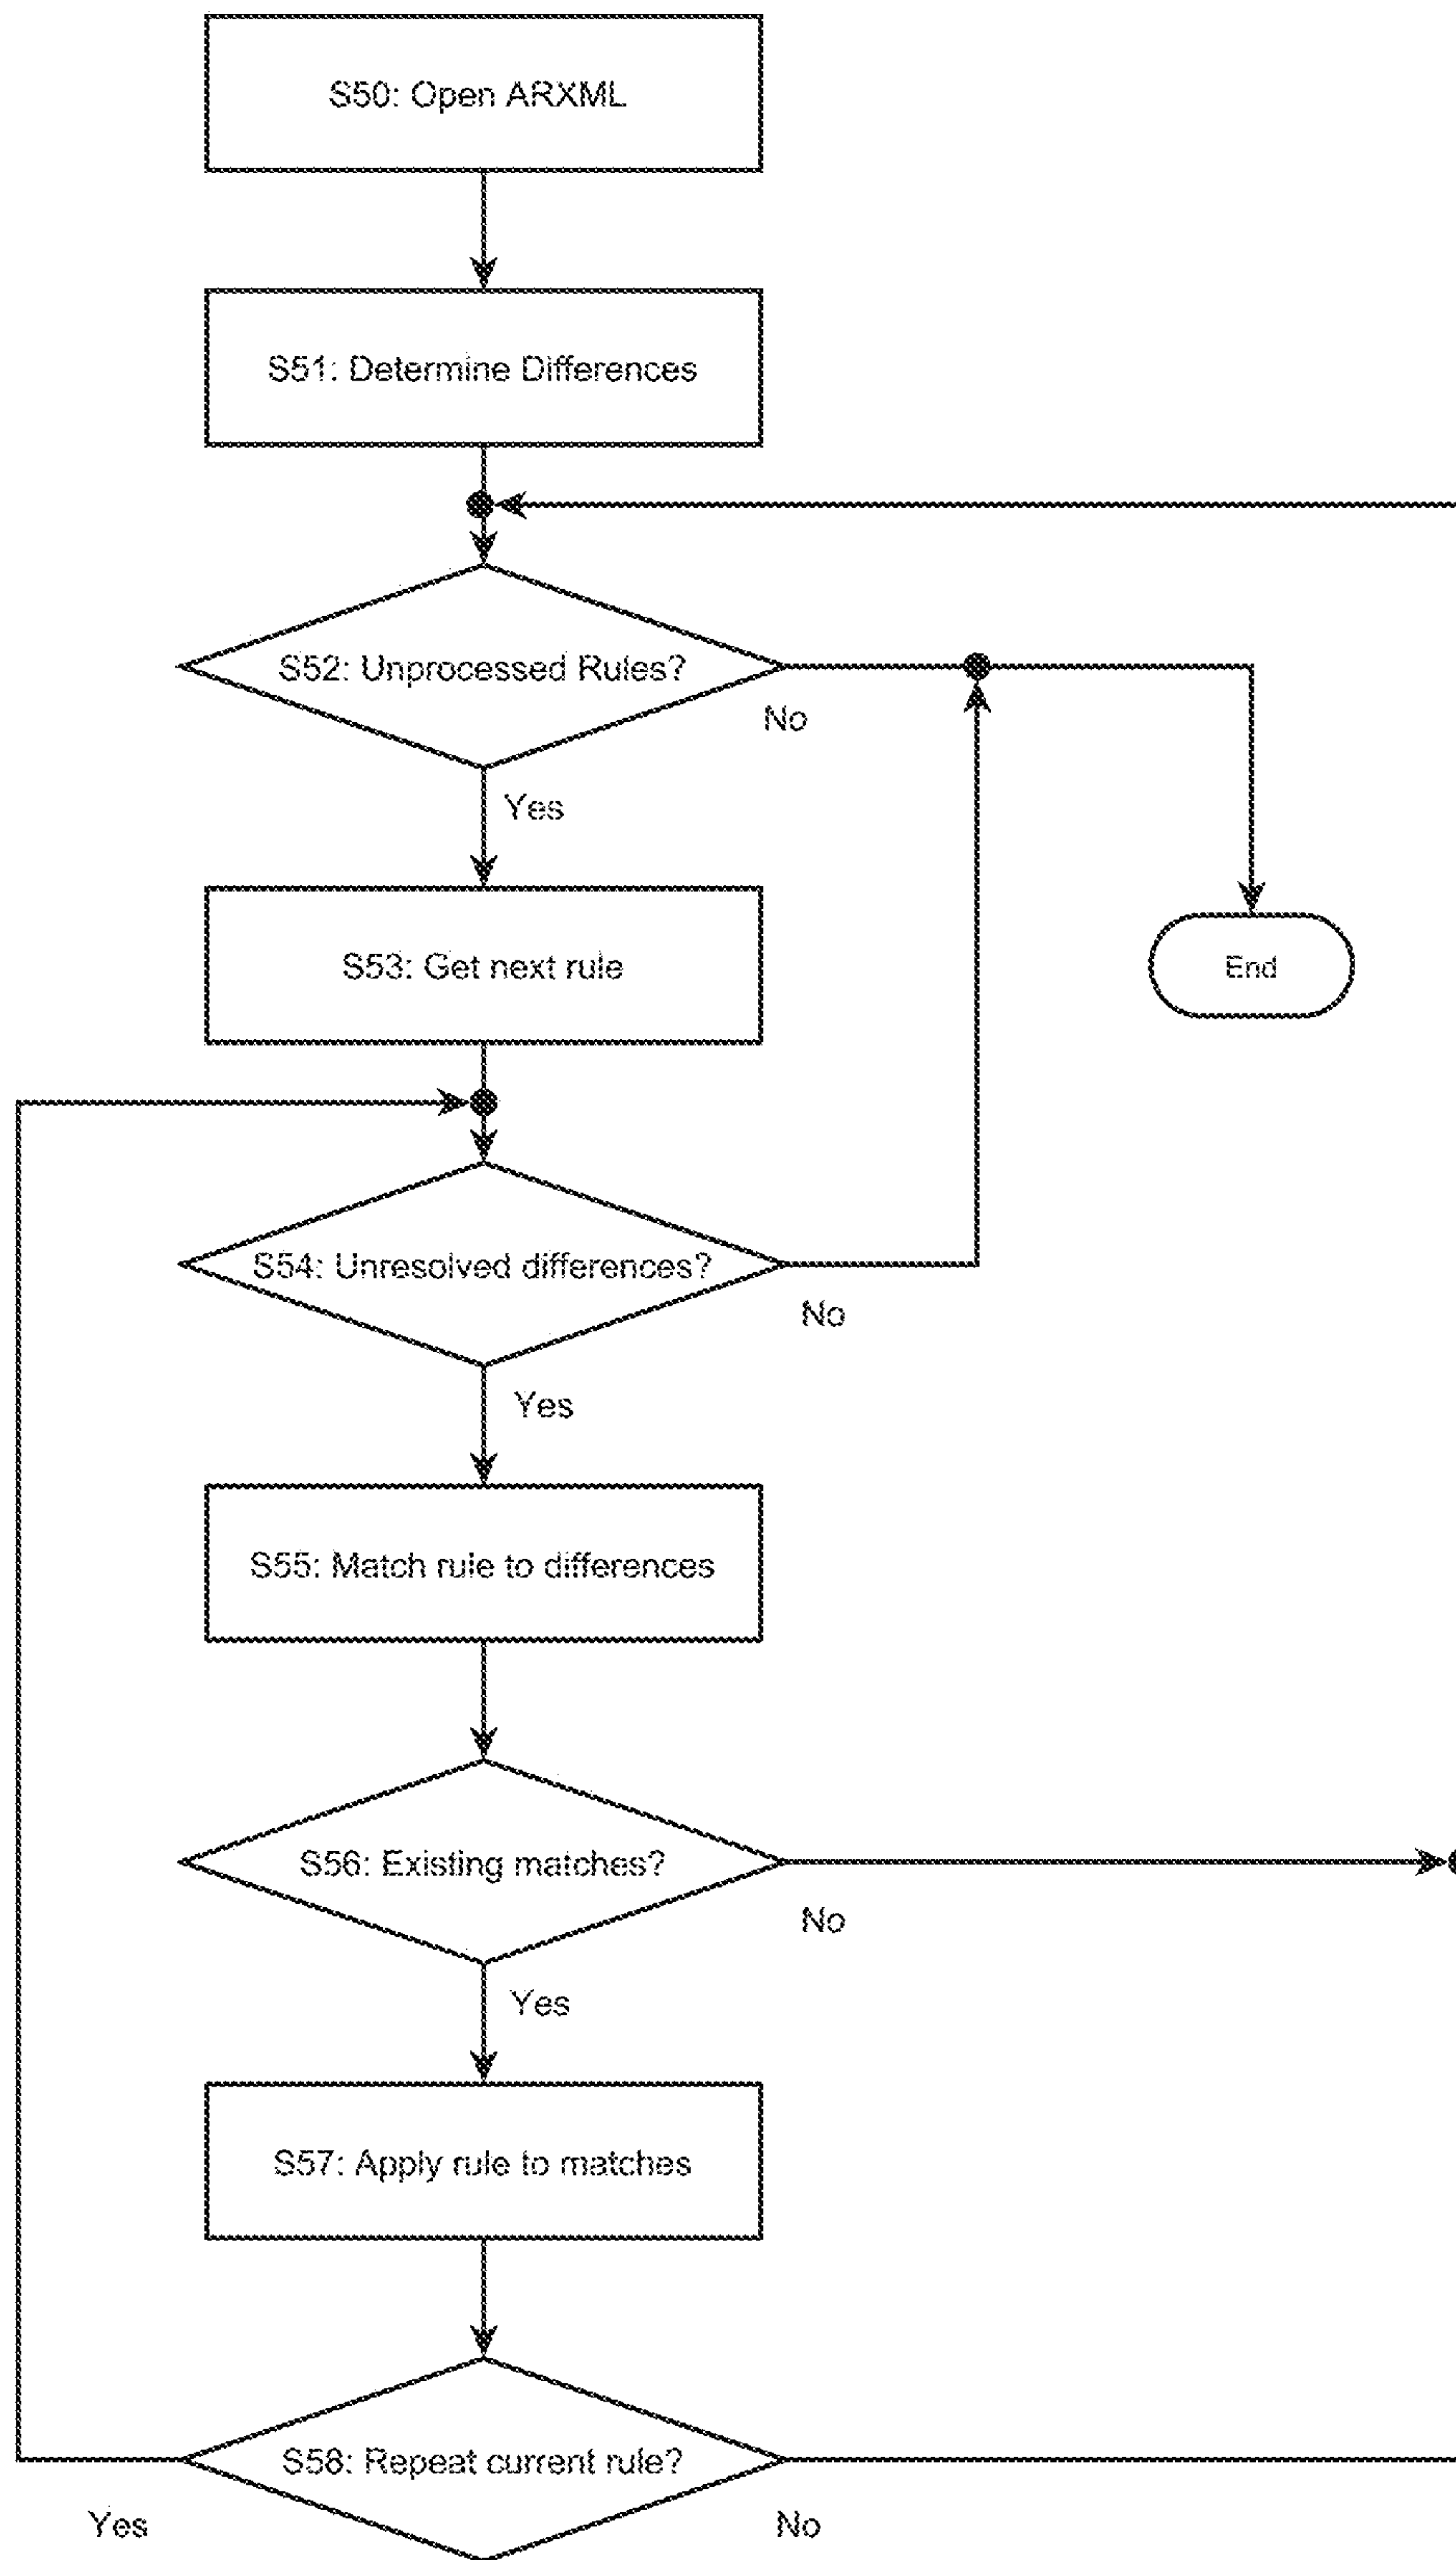 S50: Open ARXML
S51: Determine Differences
S52: Unprocessed Rules?
No
Yes
S53: Get next rule
End
S54: Unresolved differences?
No
Yes
S55: Match rule to differences
S56: Existing matches?
No
Yes
S57: Apply rule to matches
S58: Repeat current rule?
Yes
No